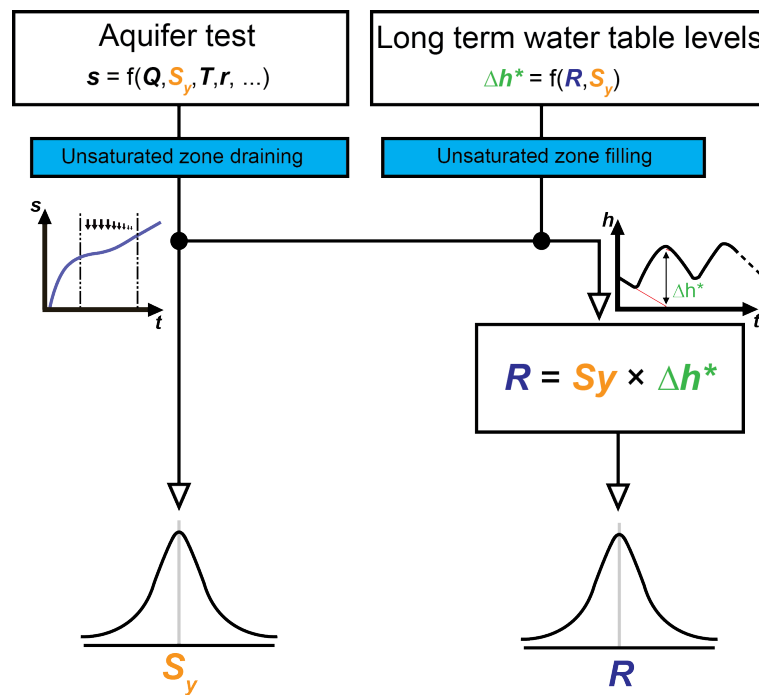 Aquifer test
s = f(Q,Sy,T,r, ...)
Long term water table levels
Δh* = f(R,Sy)
Unsaturated zone draining
Unsaturated zone filling
s
t
h
Δh*
t
R = Sy × Δh*
Sy
R